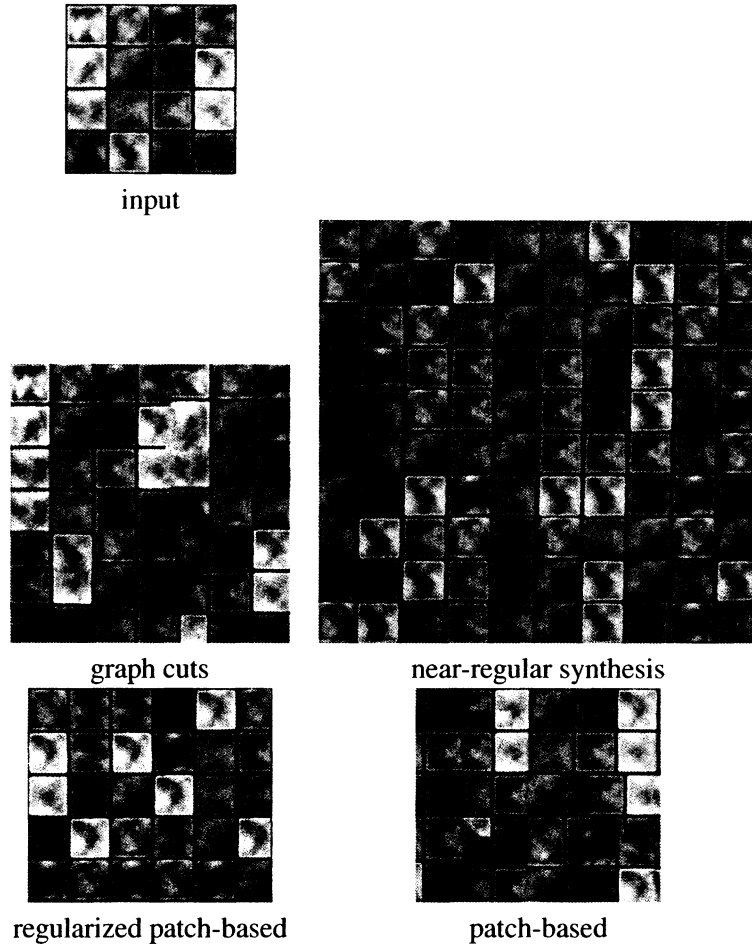 input
graph cuts
near-regular synthesis
regularized patch-based
patch-based